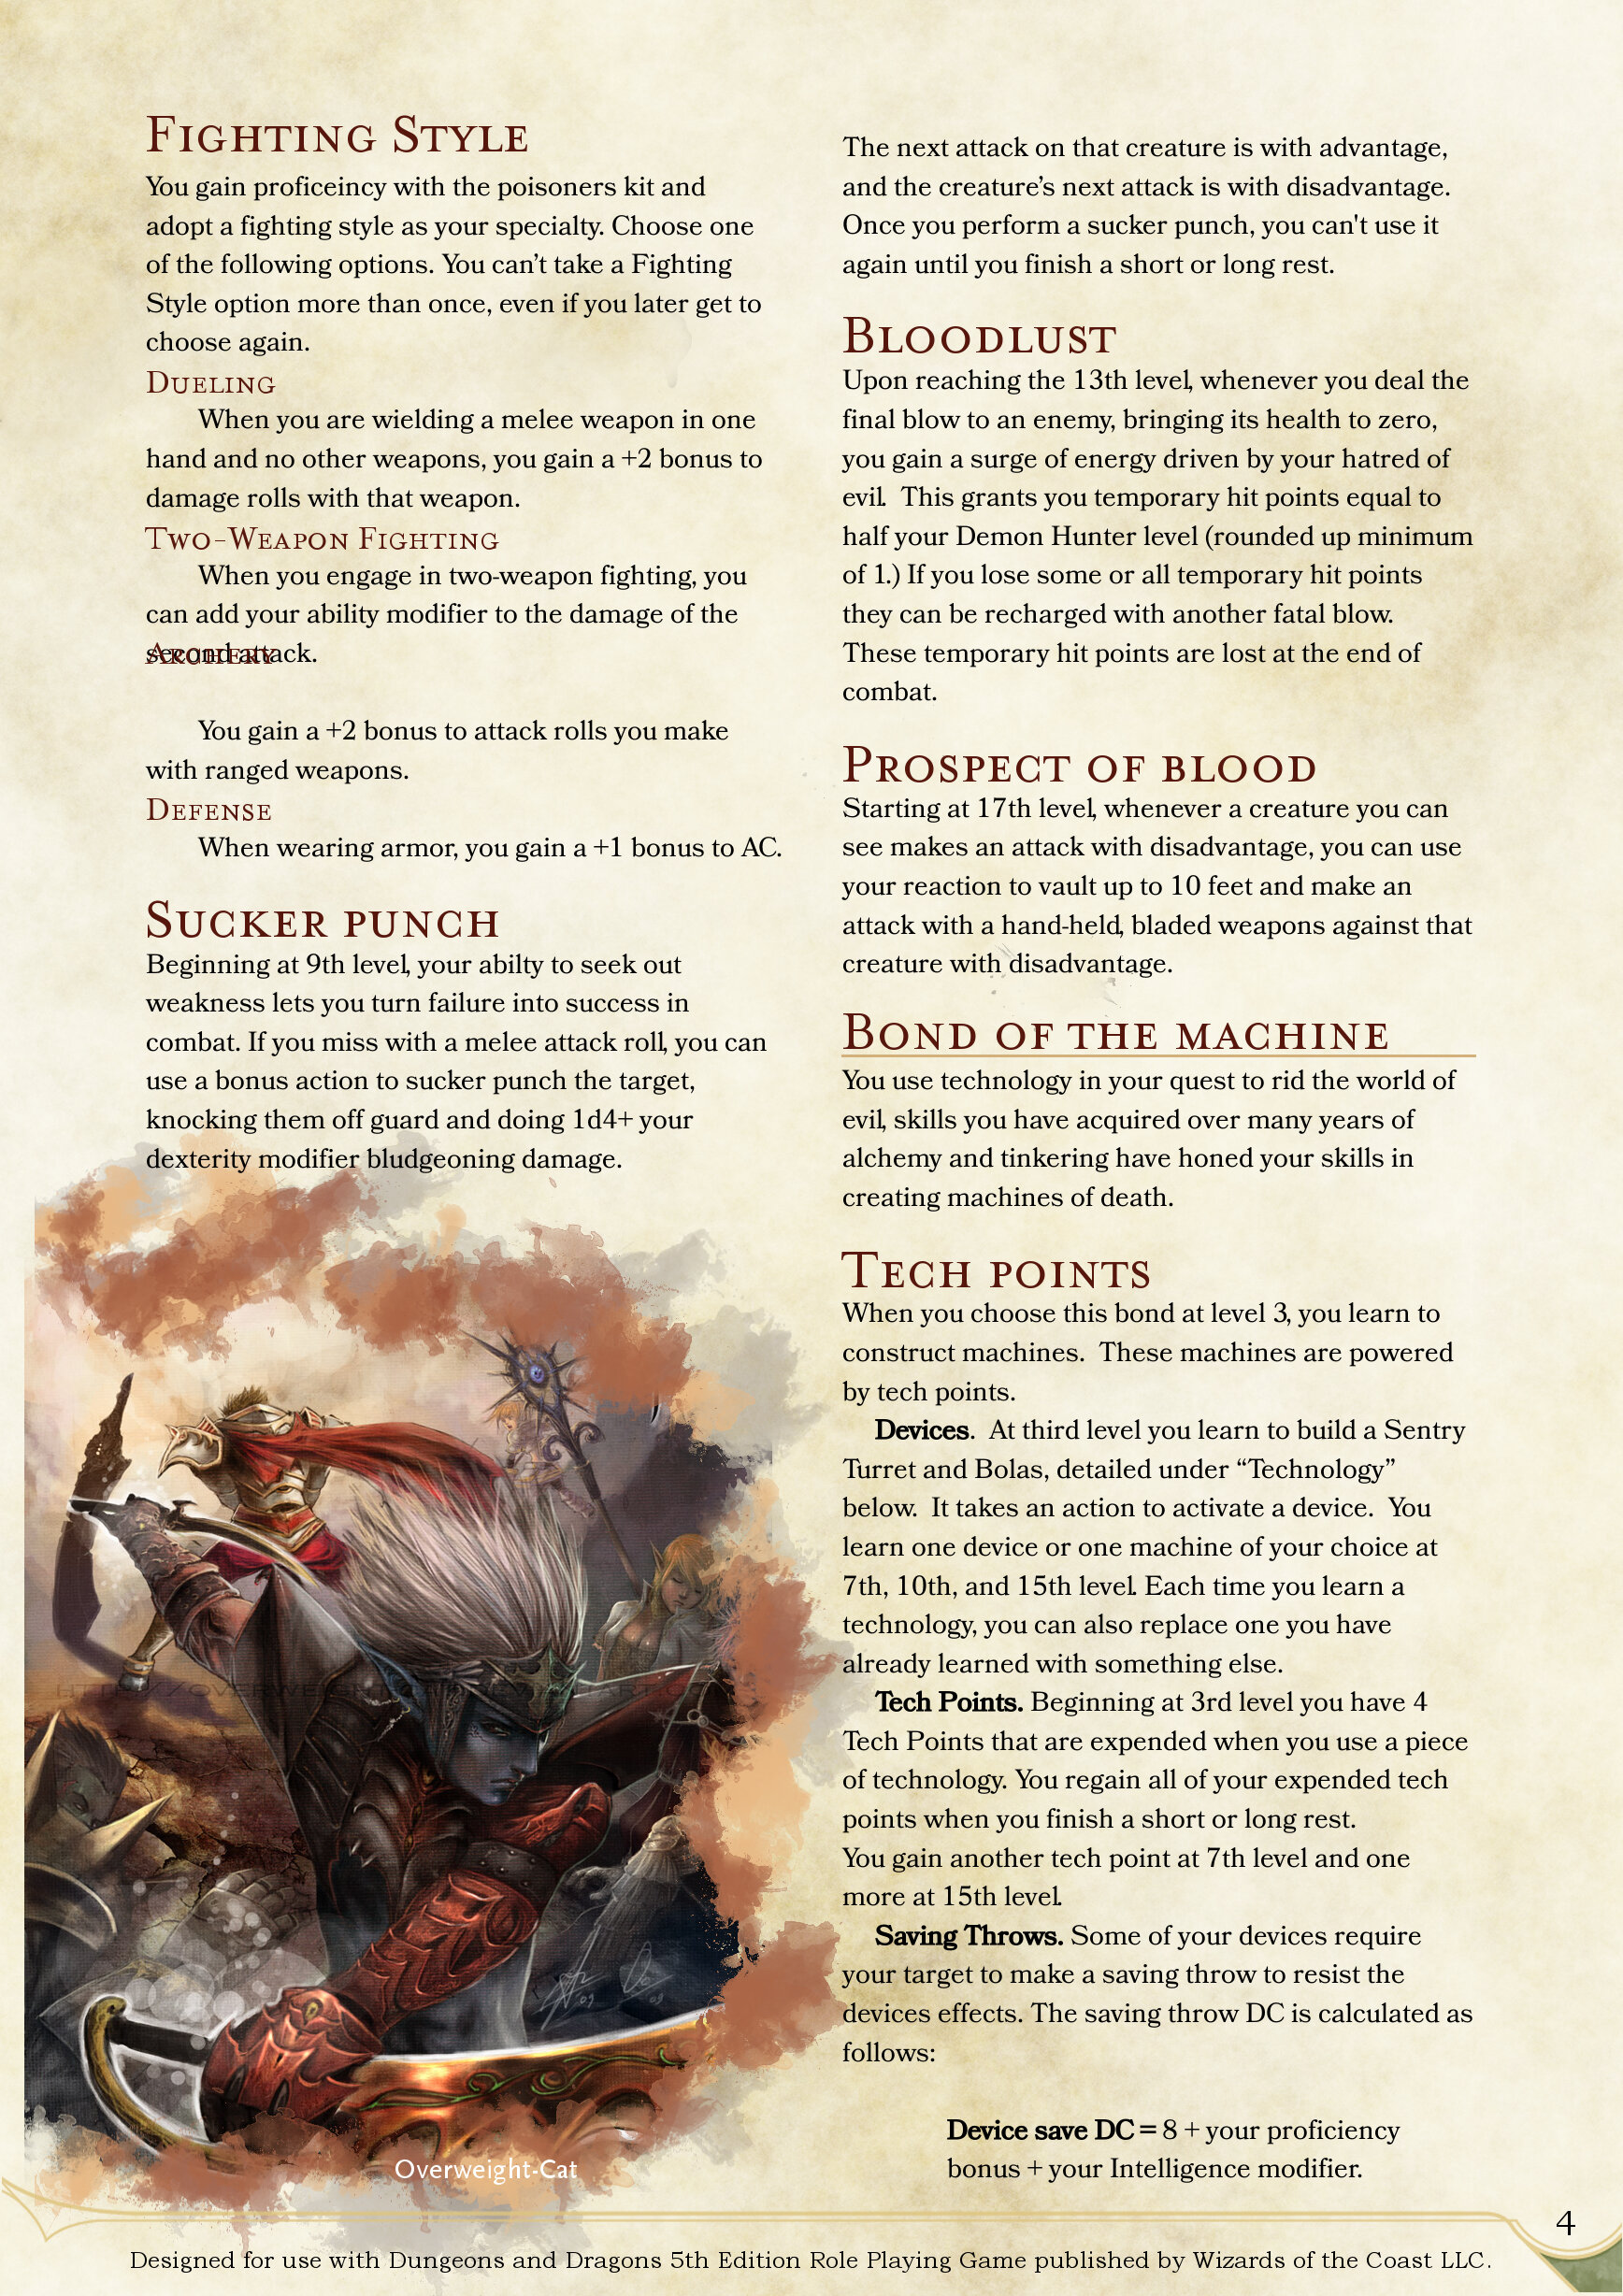 Fighting Style
You gain proficeincy with the poisoners kit and
adopt a fighting style as your specialty. Choose one
of the following options. You can’t take a Fighting
Style option more than once, even if you later get to
choose again.
Dueling
When you are wielding a melee weapon in one
hand and no other weapons, you gain a +2 bonus to
damage rolls with that weapon.
Two-Weapon Fighting
When you engage in two-weapon fighting, you
can add your ability modifier to the damage of the
second attack.
Archery
You gain a +2 bonus to attack rolls you make
with ranged weapons.
Defense
When wearing armor, you gain a +1 bonus to AC.
Sucker punch
Beginning at 9th level, your abilty to seek out
weakness lets you turn failure into success in
combat. If you miss with a melee attack roll, you can
use a bonus action to sucker punch the target,
knocking them off guard and doing 1d4+ your
dexterity modifier bludgeoning damage.
Overweight-Cat
The next attack on that creature is with advantage,
and the creature’s next attack is with disadvantage.
Once you perform a sucker punch, you can't use it
again until you finish a short or long rest.
Bloodlust
Upon reaching the 13th level, whenever you deal the
final blow to an enemy, bringing its health to zero,
you gain a surge of energy driven by your hatred of
evil.  This grants you temporary hit points equal to
half your Demon Hunter level (rounded up minimum
of 1.) If you lose some or all temporary hit points
they can be recharged with another fatal blow.
These temporary hit points are lost at the end of
combat.
Prospect of blood
Starting at 17th level, whenever a creature you can
see makes an attack with disadvantage, you can use
your reaction to vault up to 10 feet and make an
attack with a hand-held, bladed weapons against that
creature with disadvantage.
Bond of the machine
You use technology in your quest to rid the world of
evil, skills you have acquired over many years of
alchemy and tinkering have honed your skills in
creating machines of death.
Tech points
When you choose this bond at level 3, you learn to
construct machines.  These machines are powered
by tech points.
Devices.  At third level you learn to build a Sentry
Turret and Bolas, detailed under “Technology”
below.  It takes an action to activate a device.  You
learn one device or one machine of your choice at
7th, 10th, and 15th level. Each time you learn a
technology, you can also replace one you have
already learned with something else.
Tech Points. Beginning at 3rd level you have 4
Tech Points that are expended when you use a piece
of technology. You regain all of your expended tech
points when you finish a short or long rest.
You gain another tech point at 7th level and one
more at 15th level.
Saving Throws. Some of your devices require
your target to make a saving throw to resist the
devices effects. The saving throw DC is calculated as
follows:
Device save DC = 8 + your proficiency
bonus + your Intelligence modifier.
4
Designed for use with Dungeons and Dragons 5th Edition Role Playing Game published by Wizards of the Coast LLC.